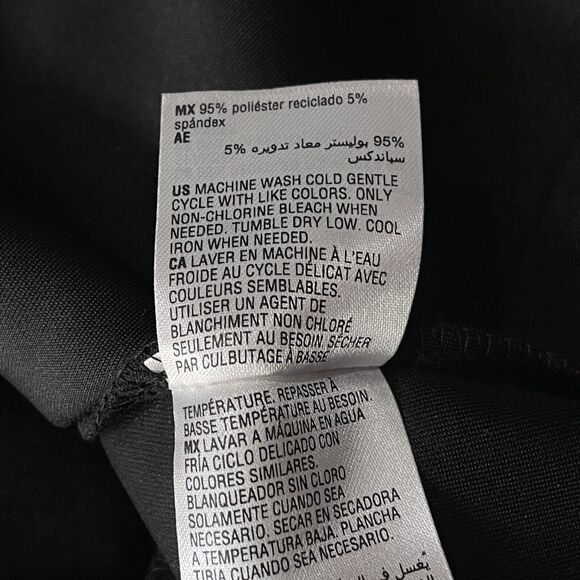 MX 95% poliéster reciclado 5%
spándex
AE
95% بوليستر معاد تدويره 5%
سباندكس
US MACHINE WASH COLD GENTLE
CYCLE WITH LIKE COLORS. ONLY
NON-CHLORINE BLEACH WHEN
NEEDED. TUMBLE DRY LOW. COOL
IRON WHEN NEEDED.
CA LAVER EN MACHINE À L'EAU
FROIDE AU CYCLE DÉLICAT AVEC
COULEURS SEMBLABLES.
UTILISER UN AGENT DE
BLANCHIMENT NON CHLORÉ
SEULEMENT AU BESOIN. SÉCHER
PAR CULBUTAGE À BASSE
TEMPÉRATURE. REPASSER À
BASSE TEMPÉRATURE AU BESOIN.
MX LAVAR A MÁQUINA EN AGUA
FRÍA CICLO DELICADO CON
COLORES SIMILARES.
BLANQUEADOR SIN CLORO
SOLAMENTE CUANDO SEA
NECESARIO. SECAR EN SECADORA
A TEMPERATURA BAJA. PLANCHA
TIBIA CUANDO SEA NECESARIO.
يُغسل في